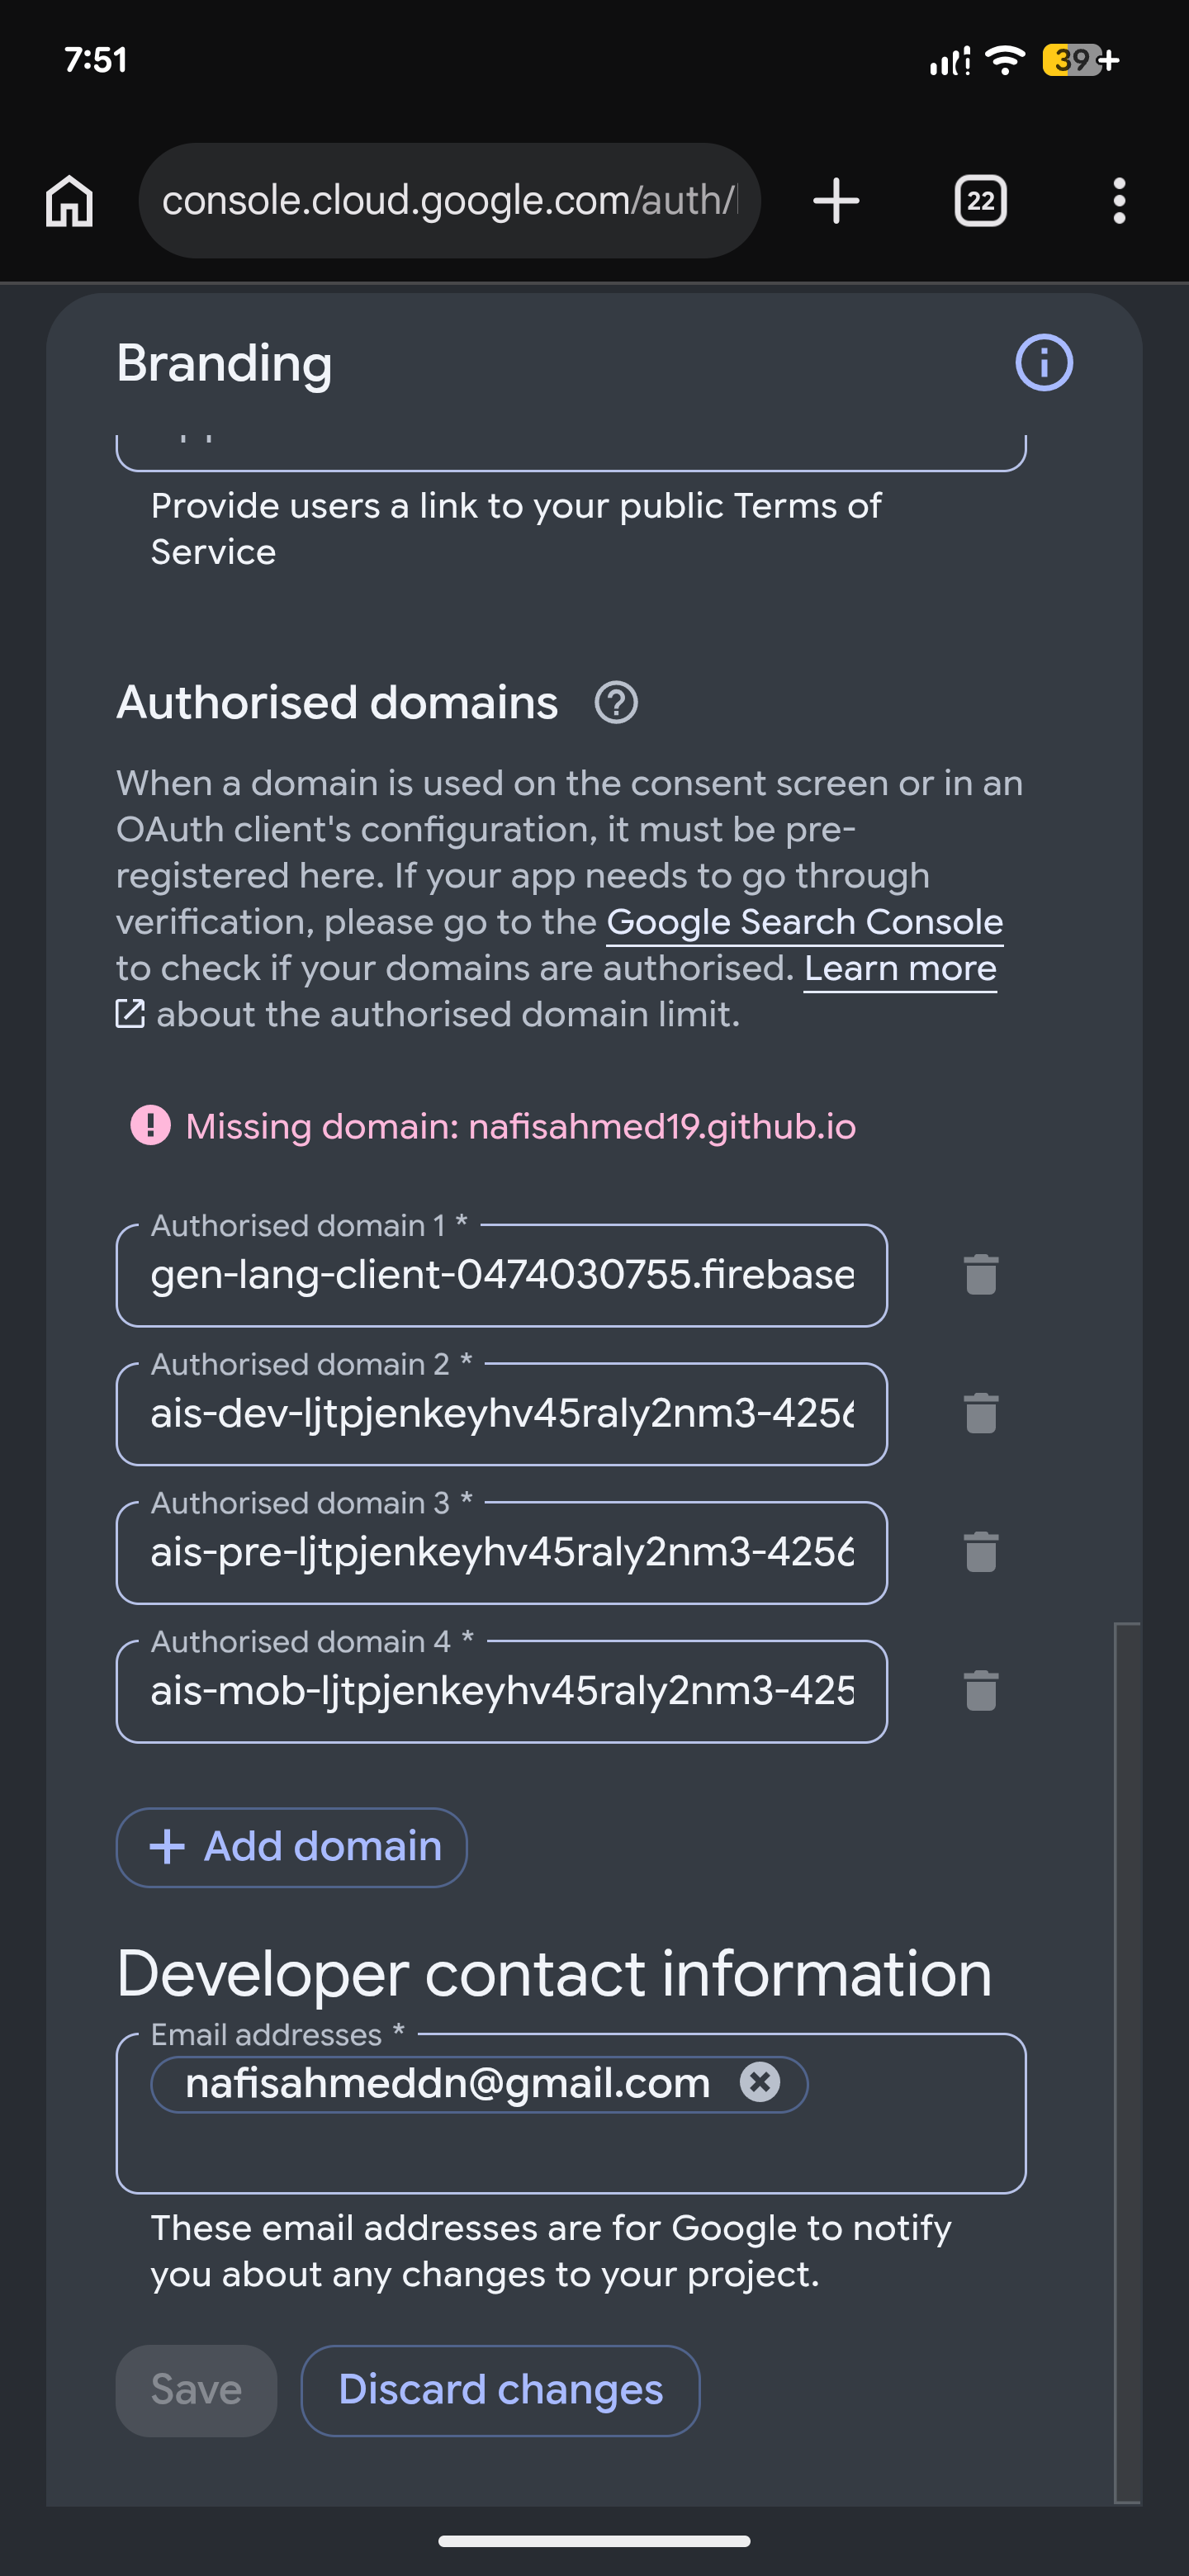 7:51
39+
console.cloud.google.com/auth/
22
Branding
Provide users a link to your public Terms of
Service
Authorised domains
When a domain is used on the consent screen or in an
OAuth client's configuration, it must be pre-
registered here. If your app needs to go through
verification, please go to the Google Search Console
to check if your domains are authorised. Learn more
about the authorised domain limit.
Missing domain: nafisahmed19.github.io
Authorised domain 1 *
gen-lang-client-0474030755.firebase
Authorised domain 2 *
ais-dev-ljtpjenkeyhv45raly2nm3-4256
Authorised domain 3 *
ais-pre-ljtpjenkeyhv45raly2nm3-4256
Authorised domain 4 *
ais-mob-ljtpjenkeyhv45raly2nm3-425
+ Add domain
Developer contact information
Email addresses *
nafisahmeddn@gmail.com
These email addresses are for Google to notify
you about any changes to your project.
Save
Discard changes